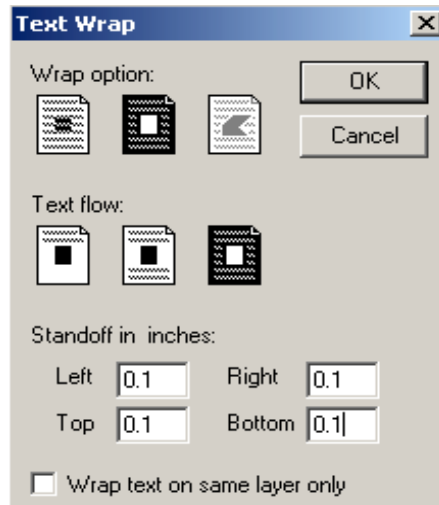 Text Wrap
Wrap option:
OK
Cancel
Text flow:
Standoff in inches:
Left 0.1 Right 0.1
Top 0.1 Bottom 0.1
Wrap text on same layer only